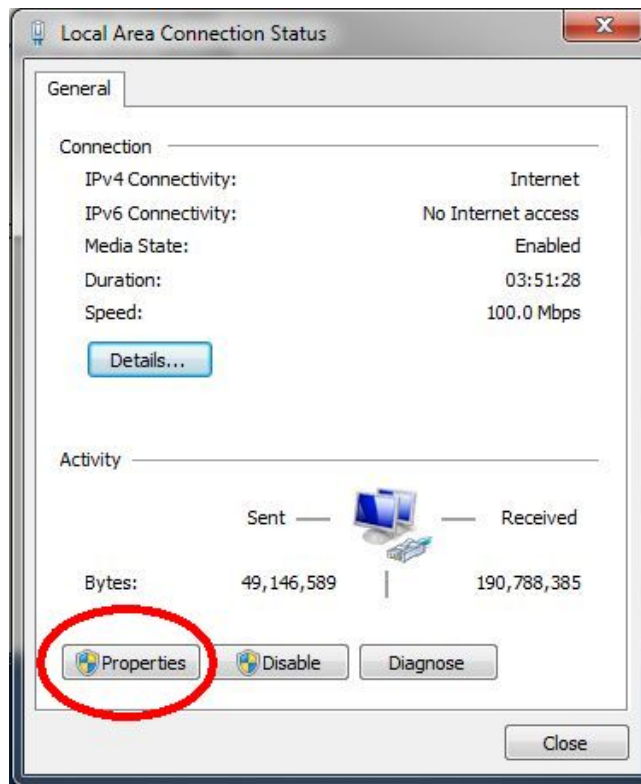 Local Area Connection Status
General
Connection
IPv4 Connectivity: Internet
IPv6 Connectivity: No Internet access
Media State: Enabled
Duration: 03:51:28
Speed: 100.0 Mbps
Details...
Activity
Sent Received
Bytes: 49,146,589 190,788,385
Properties Disable Diagnose
Close